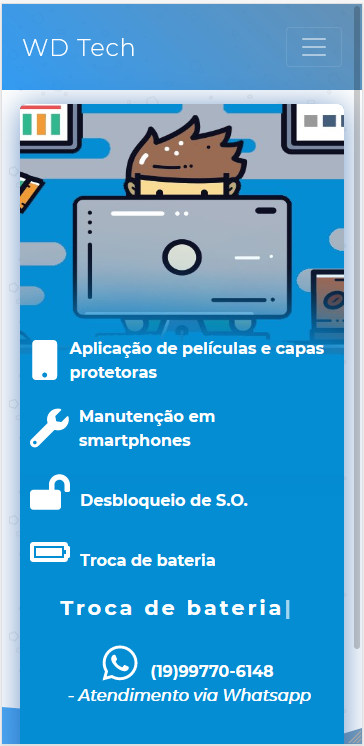 WD Tech
Aplicação de películas e capas
protetoras
Manutenção em
smartphones
Desbloqueio de S.O.
Troca de bateria
Troca de bateria|
(19)99770-6148
- Atendimento via Whatsapp